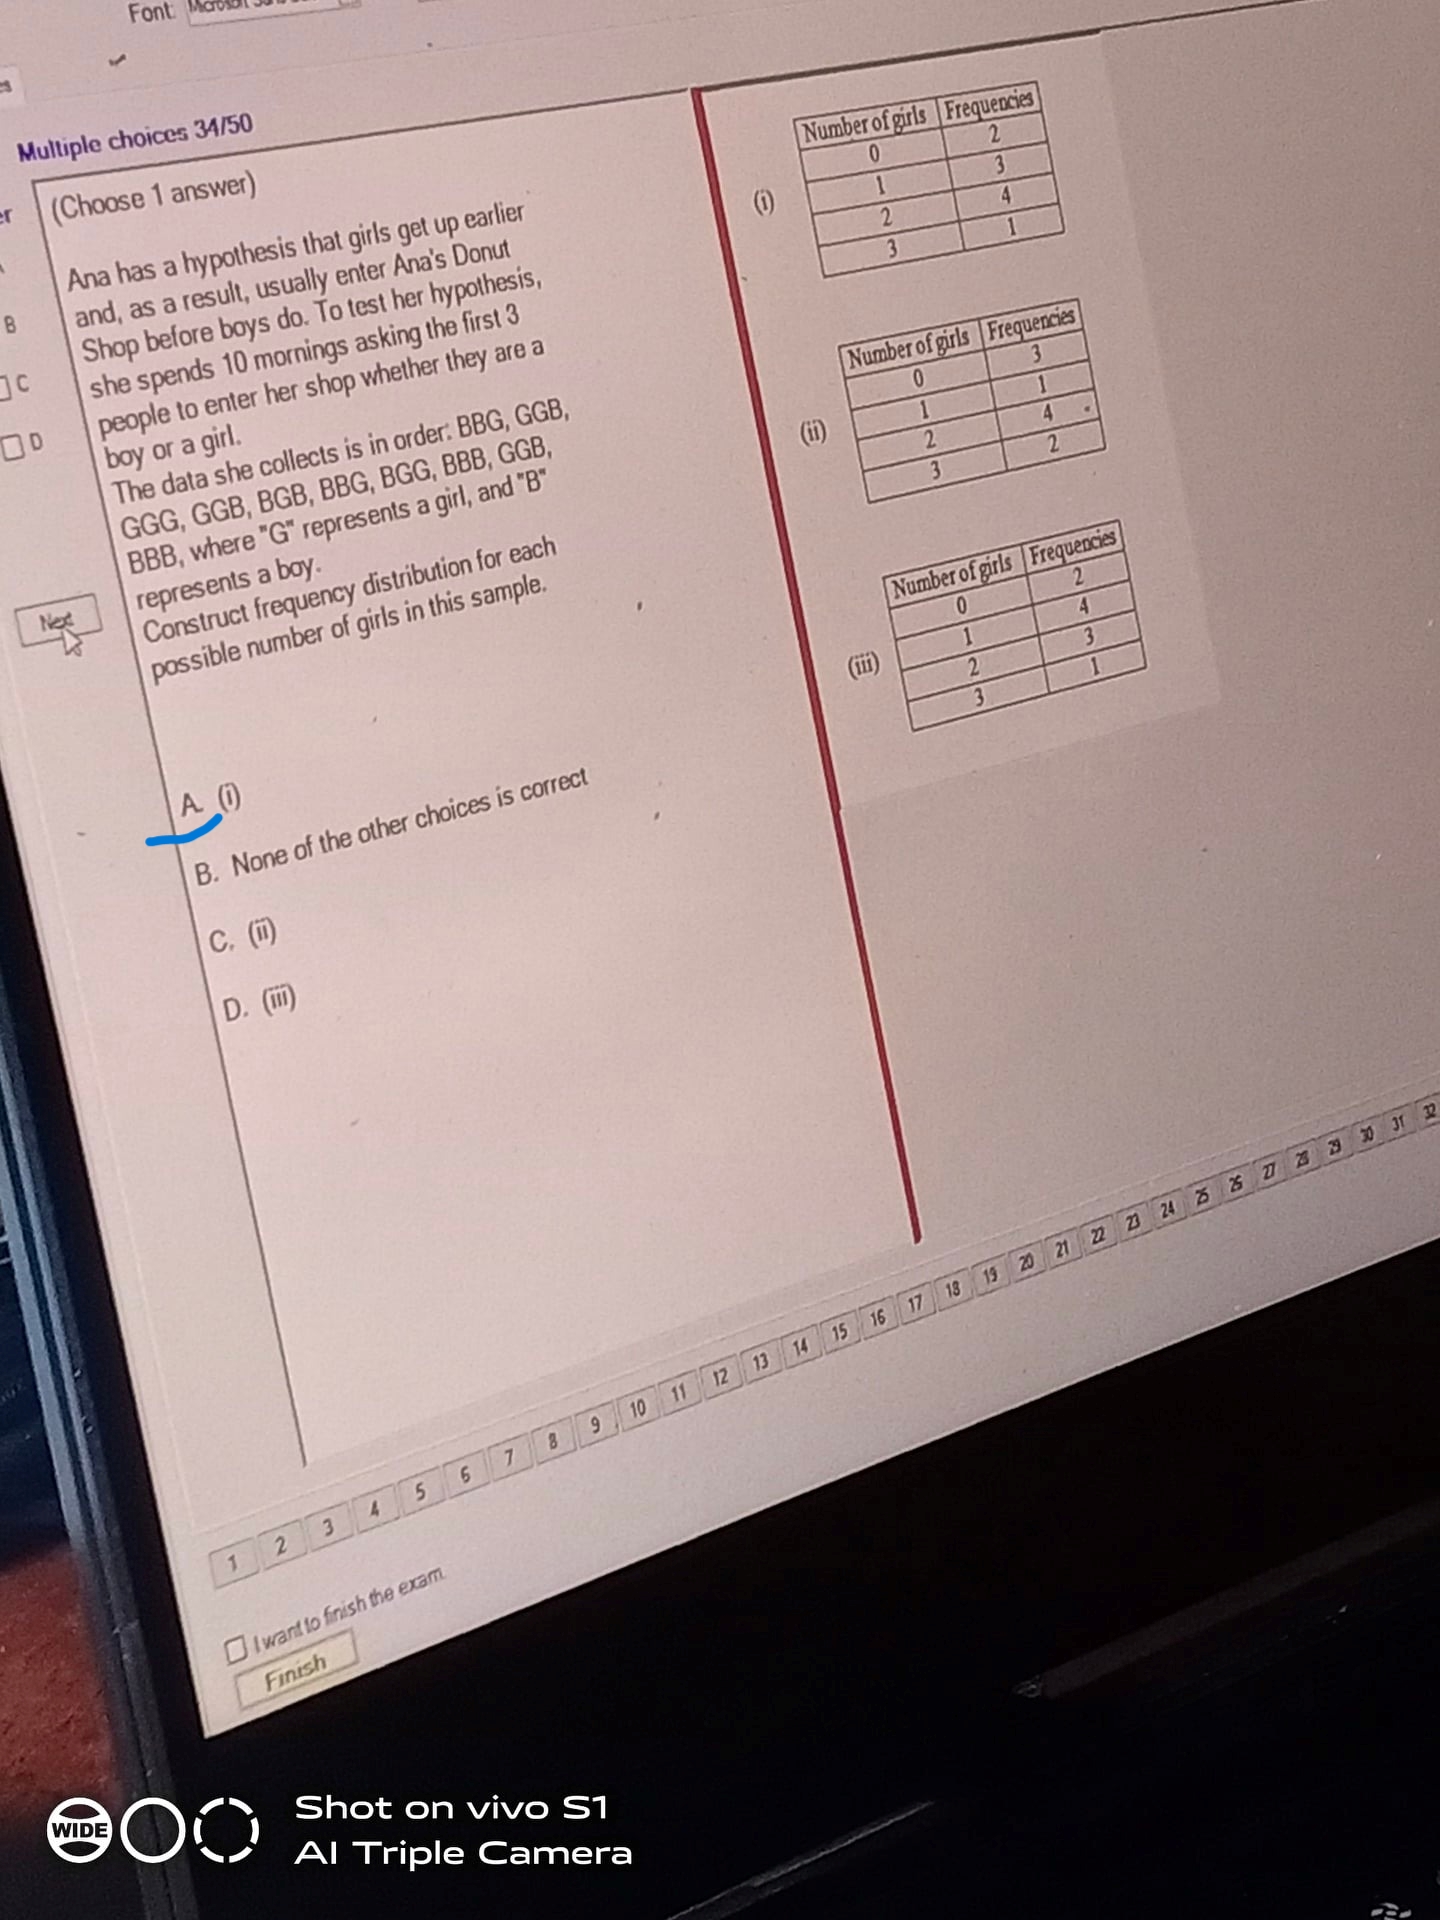 Font:
Multiple choices 34/50
(Choose 1 answer)
Ana has a hypothesis that girls get up earlier
and, as a result, usually enter Ana's Donut
Shop before boys do. To test her hypothesis,
she spends 10 mornings asking the first 3
people to enter her shop whether they are a
boy or a girl.
The data she collects is in order: BBG, GGB,
GGG, GGB, BGB, BBG, BGG, BBB, GGB,
BBB, where "G" represents a girl, and "B"
represents a boy.
Construct frequency distribution for each
possible number of girls in this sample.
A. (i)
B. None of the other choices is correct
C. (ii)
D. (iii)
B
C
D
Next
(i)
Number of girls Frequencies
0 2
1 3
2 4
3 1
(ii)
Number of girls Frequencies
0 3
1 1
2 4
3 2
(iii)
Number of girls Frequencies
0 2
1 4
2 3
3 1
1 2 3 4 5 6 7 8 9 10 11 12 13 14 15 16 17 18 19 20 21 22 23 24 25 26 27 28 29 30 31 32
I want to finish the exam.
Finish
WIDE
Shot on vivo S1
AI Triple Camera